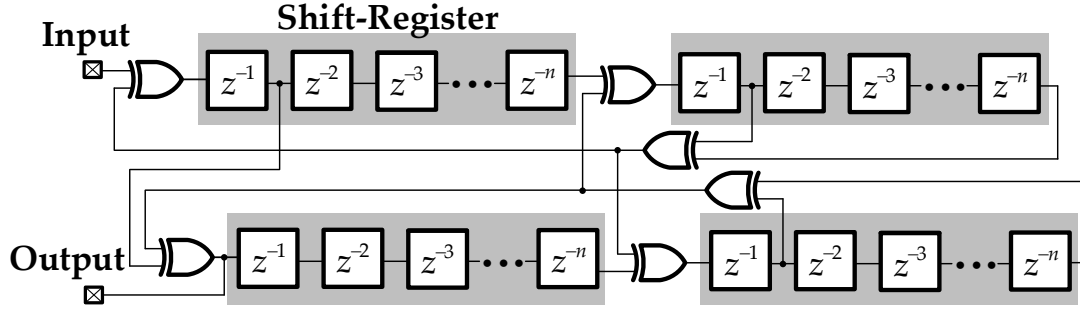 Shift-Register
Input
z⁻¹ z⁻² z⁻³ ••• z⁻ⁿ z⁻¹ z⁻² z⁻³ ••• z⁻ⁿ
Output
z⁻¹ z⁻² z⁻³ ••• z⁻ⁿ z⁻¹ z⁻² z⁻³ ••• z⁻ⁿ